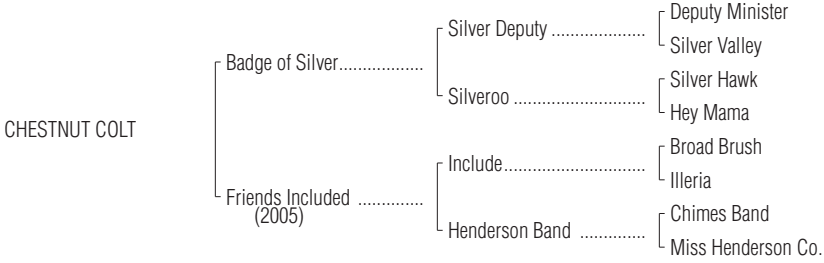 Deputy Minister
Silver Deputy ......................
Silver Valley
Badge of Silver..................
Silver Hawk
Silveroo ............................
Hey Mama
CHESTNUT COLT
Broad Brush
Include..............................
Illeria
Friends Included ..............
(2005)
Chimes Band
Henderson Band ..............
Miss Henderson Co.